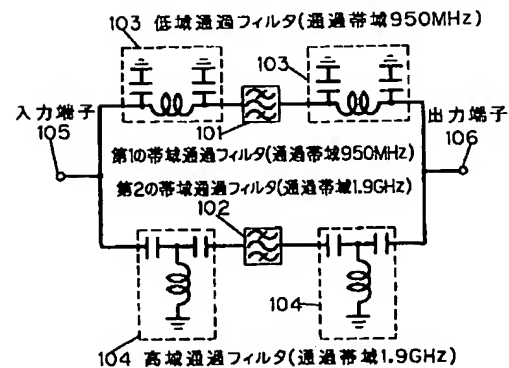 103 低域通過フィルタ(通過帯域950MHz)
103
入力端子
105
101
出力端子
106
第1の帯域通過フィルタ(通過帯域950MHz)
第2の帯域通過フィルタ(通過帯域1.9GHz)
102
104
104 高域通過フィルタ(通過帯域1.9GHz)